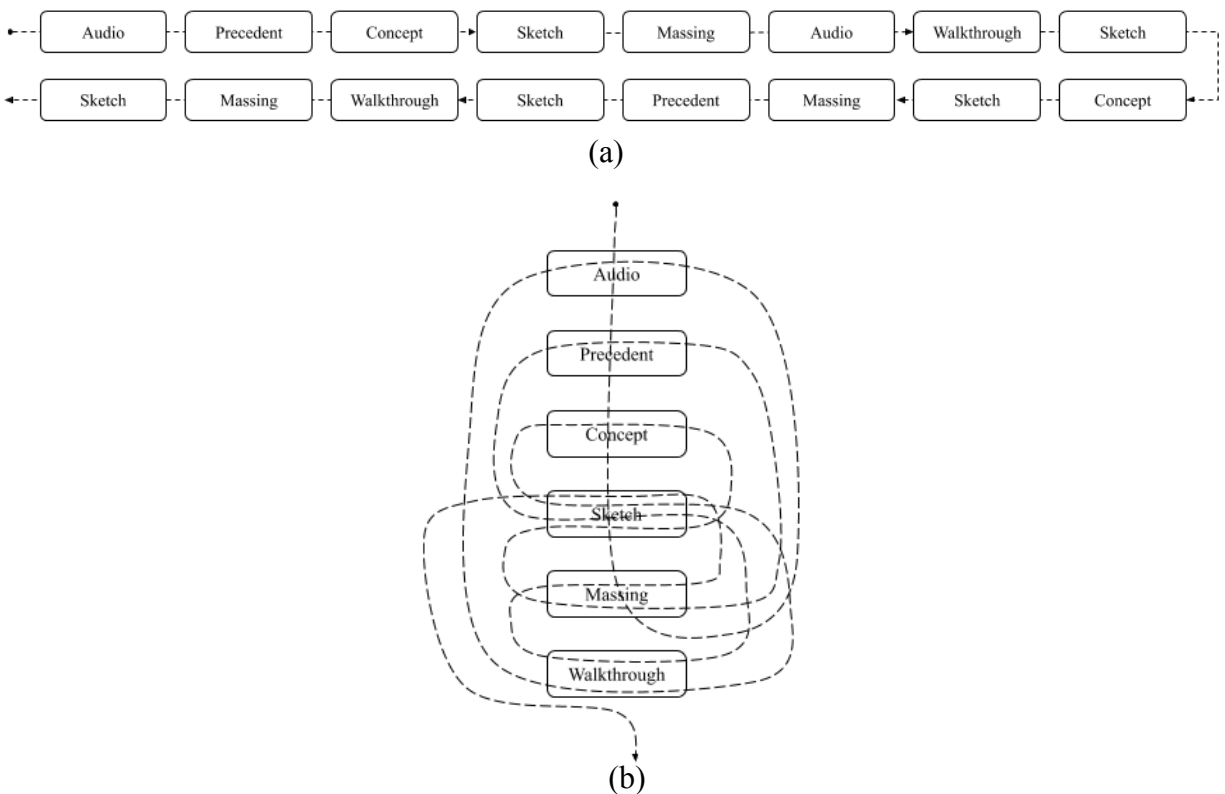 Audio Precedent Concept Sketch Massing Audio Walkthrough Sketch
Sketch Massing Walkthrough Sketch Precedent Massing Sketch Concept
(a)
Audio
Precedent
Concept
Sketch
Massing
Walkthrough
(b)